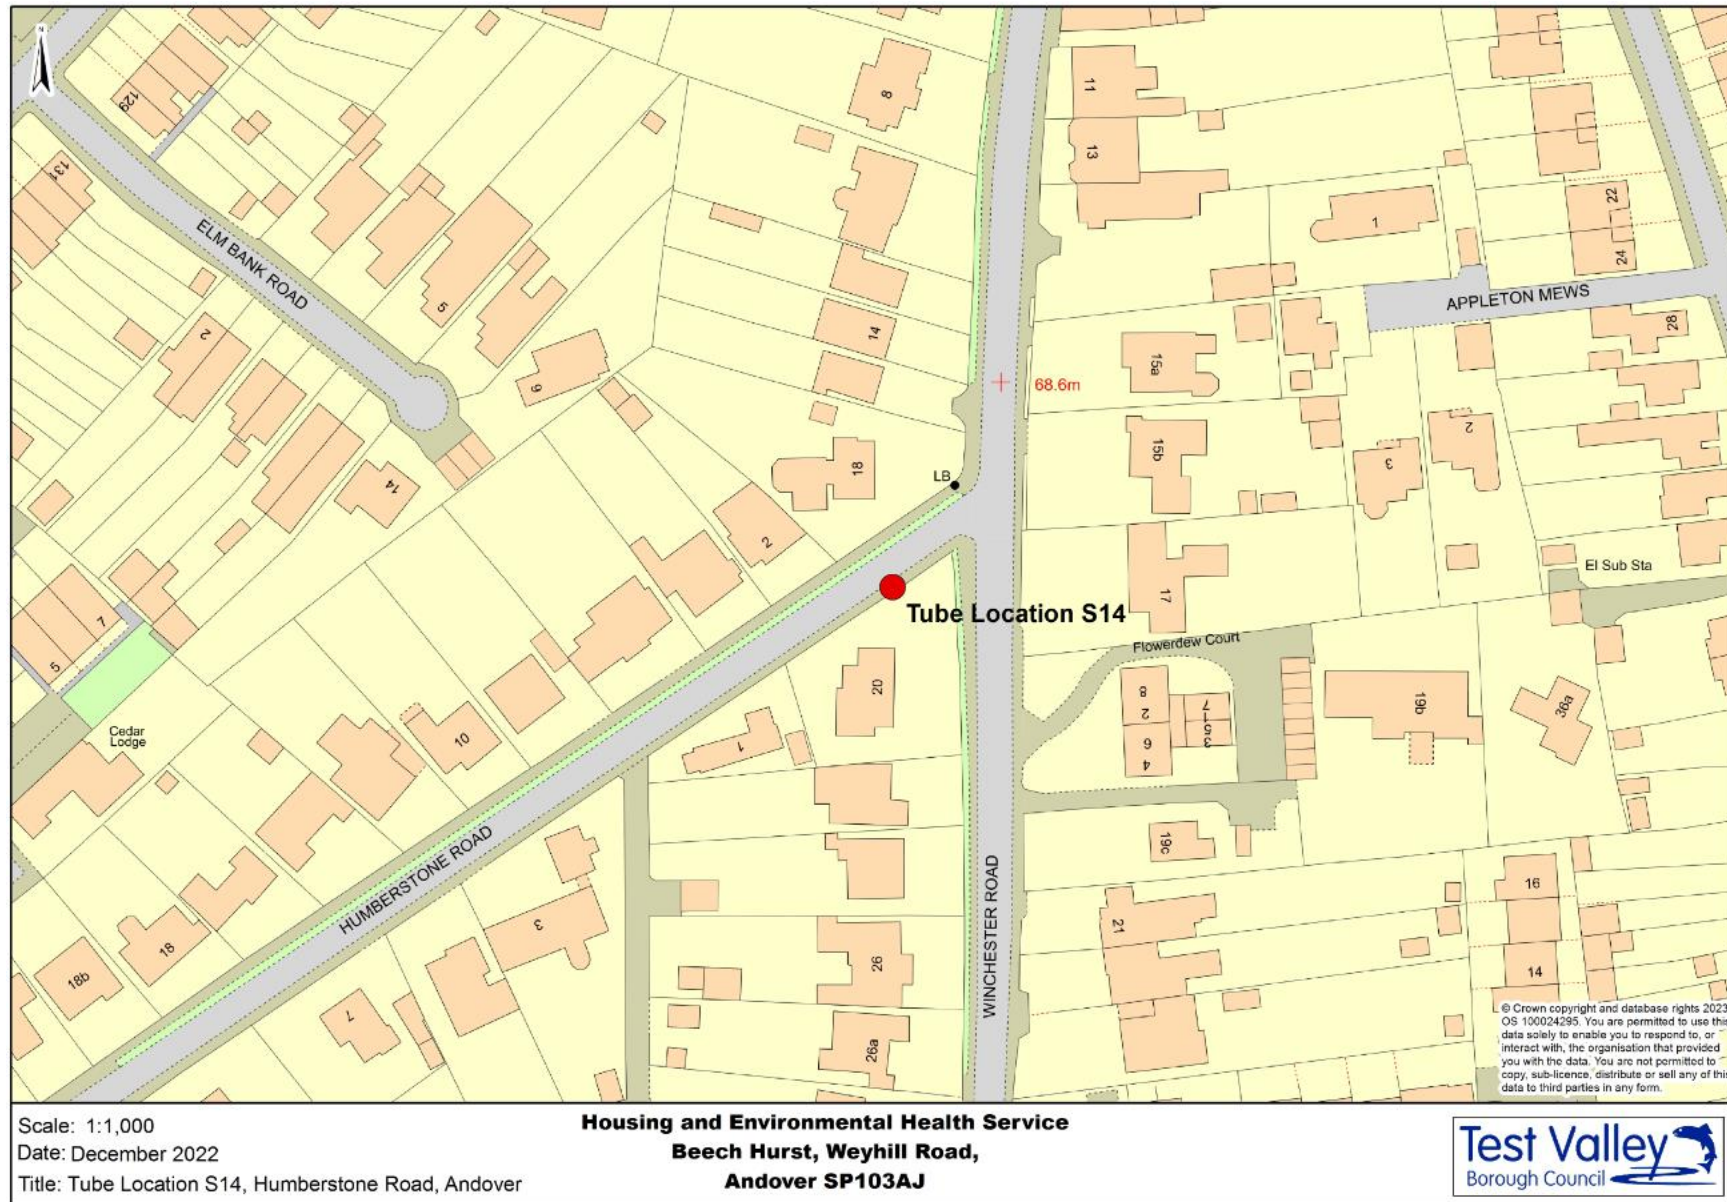 N
129
131
ELM BANK ROAD
2
5
9
14
8
14
18
2
LB
68.6m
11
13
15a
15b
17
1
22
24
APPLETON MEWS
28
2
3
El Sub Sta
Tube Location S14
Flowerdew Court
8
2
6
4
7
1
5
3
19b
36a
19c
21
16
14
7
5
Cedar
Lodge
10
20
1
HUMBERSTONE ROAD
WINCHESTER ROAD
3
18
18b
7
26
26a
© Crown copyright and database rights 2023
OS 100024295. You are permitted to use this
data solely to enable you to respond to, or
interact with, the organisation that provided
you with the data. You are not permitted to
copy, sub-licence, distribute or sell any of this
data to third parties in any form.
Scale: 1:1,000
Date: December 2022
Title: Tube Location S14, Humberstone Road, Andover
Housing and Environmental Health Service
Beech Hurst, Weyhill Road,
Andover SP103AJ
Test Valley
Borough Council